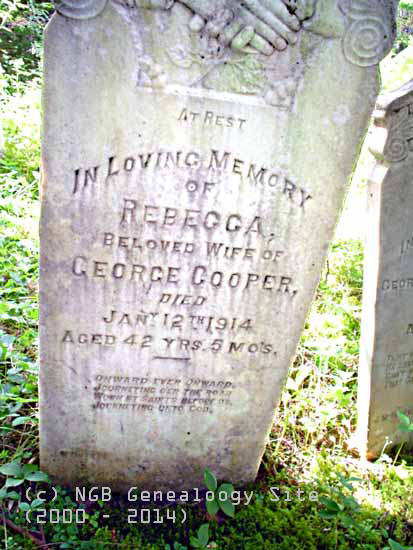 At Rest
In Loving Memory
of
Rebecca,
Beloved Wife of
George Cooper,
Died
Jany 12th 1914
Aged 42 Yrs. 5 Mos.
Onward ever onward,
Journeying o'er the road
Worn by Saints before us,
Journeying unto God.
(c) NGB Genealogy Site
(2000 - 2014)